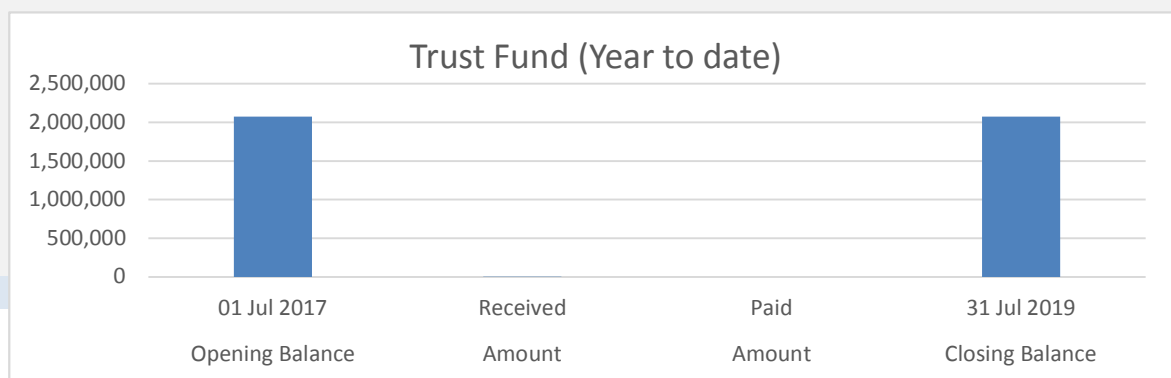 Trust Fund (Year to date)
2,500,000
2,000,000
1,500,000
1,000,000
500,000
0
01 Jul 2017 Received Paid 31 Jul 2019
Opening Balance Amount Amount Closing Balance